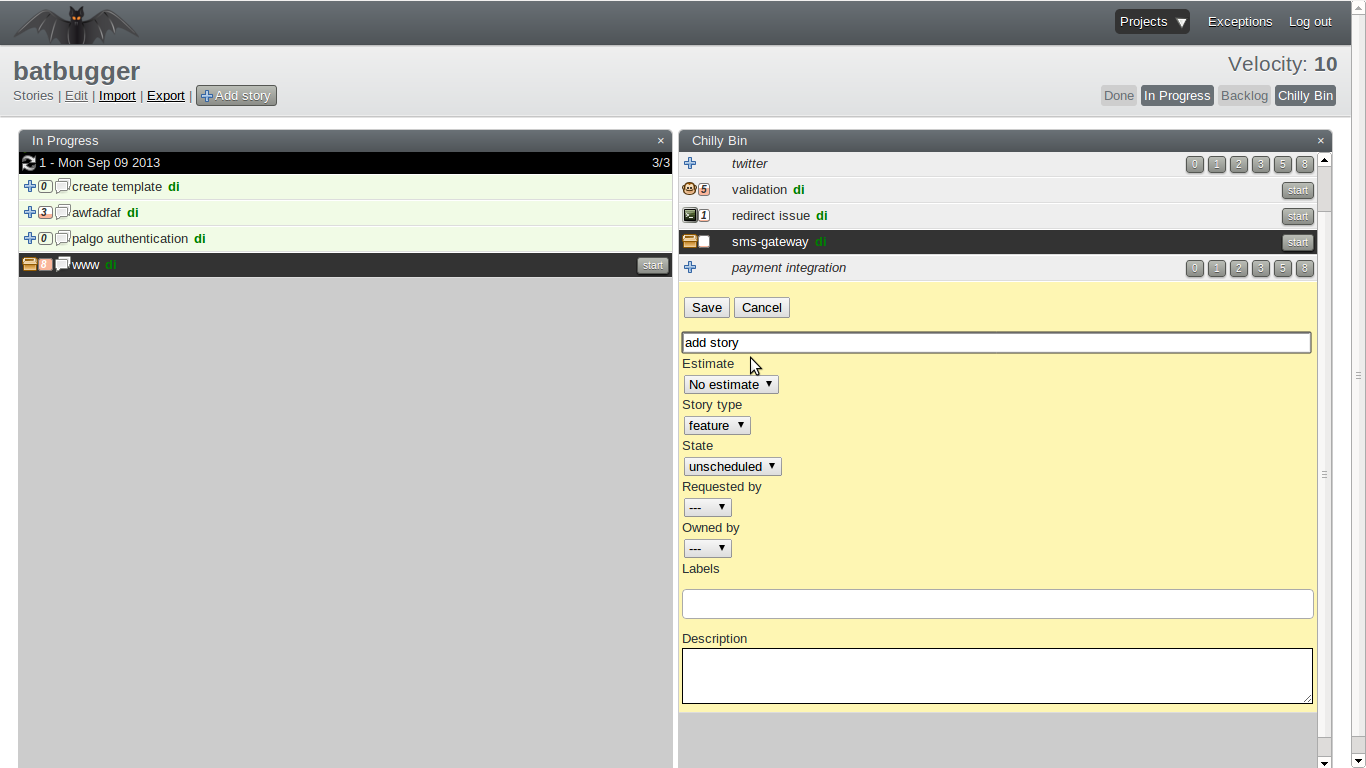 Projects ▼ Exceptions Log out
batbugger
Velocity: 10
Stories | Edit | Import | Export | Add story
Done In Progress Backlog Chilly Bin
In Progress ×
1 - Mon Sep 09 2013 3/3
0 create template di
3 awfadfaf di
0 palgo authentication di
8 www di start
Chilly Bin ×
twitter 0 1 2 3 5 8
5 validation di start
1 redirect issue di start
sms-gateway di start
payment integration 0 1 2 3 5 8
Save Cancel
add story
Estimate
No estimate
Story type
feature
State
unscheduled
Requested by
---
Owned by
---
Labels
Description